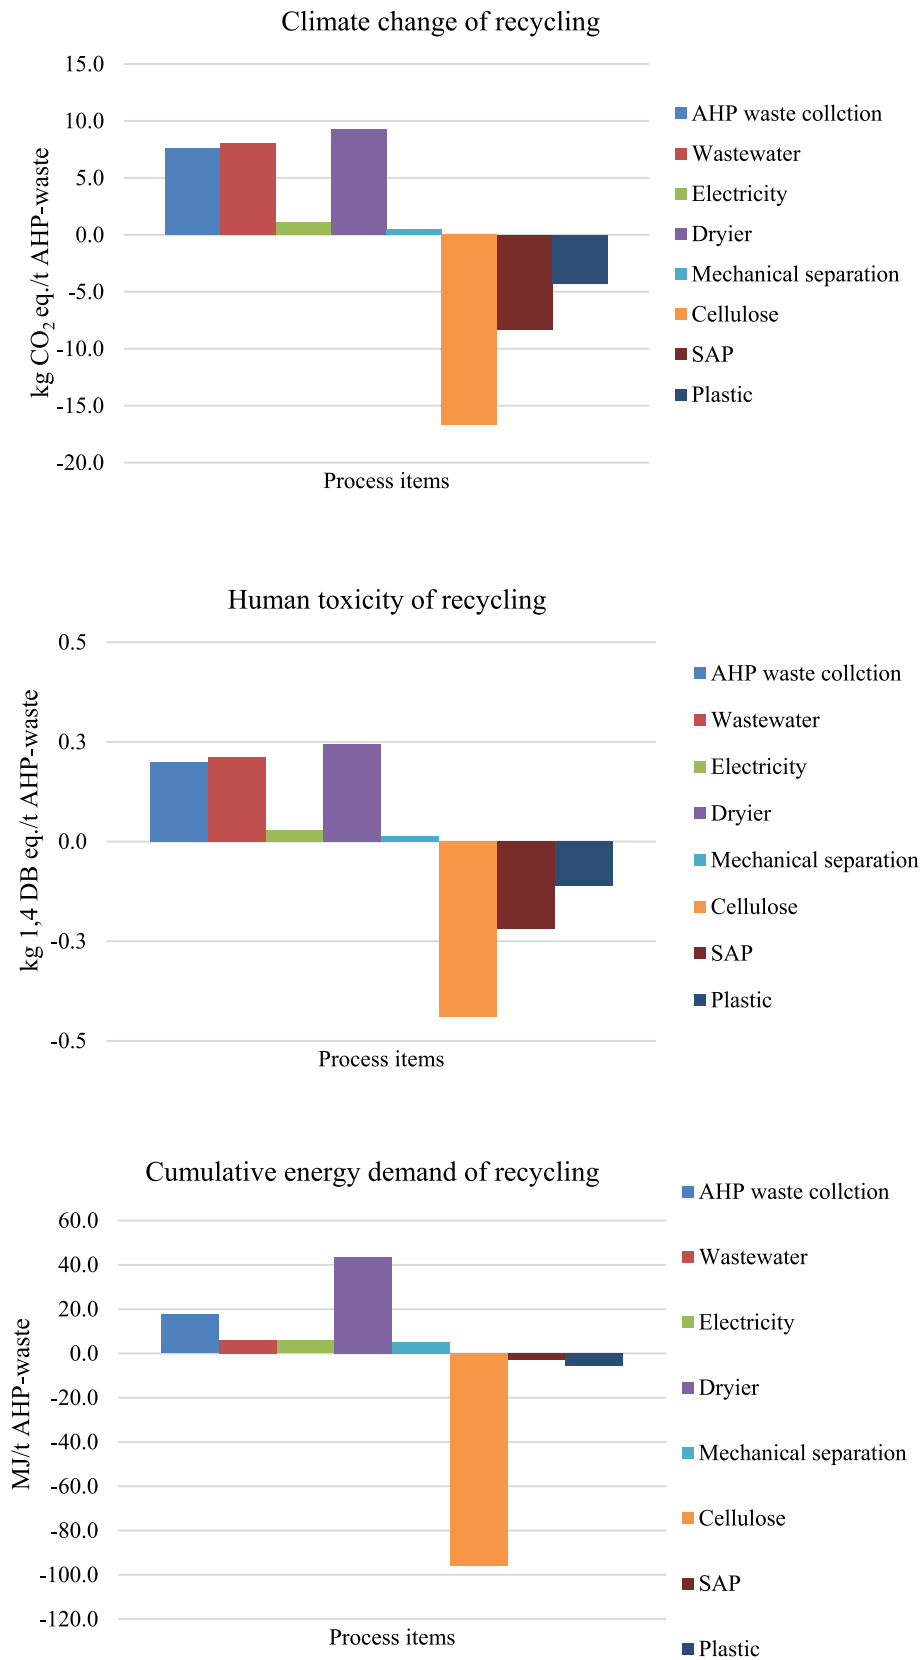 Climate change of recycling
15.0
10.0
5.0
0.0
-5.0
-10.0
-15.0
-20.0
kg CO₂ eq./t AHP-waste
Process items
AHP waste collction
Wastewater
Electricity
Dryier
Mechanical separation
Cellulose
SAP
Plastic
Human toxicity of recycling
0.5
0.3
0.0
-0.3
-0.5
kg 1,4 DB eq./t AHP-waste
Process items
AHP waste collction
Wastewater
Electricity
Dryier
Mechanical separation
Cellulose
SAP
Plastic
Cumulative energy demand of recycling
60.0
40.0
20.0
0.0
-20.0
-40.0
-60.0
-80.0
-100.0
-120.0
MJ/t AHP-waste
Process items
AHP waste collction
Wastewater
Electricity
Dryier
Mechanical separation
Cellulose
SAP
Plastic